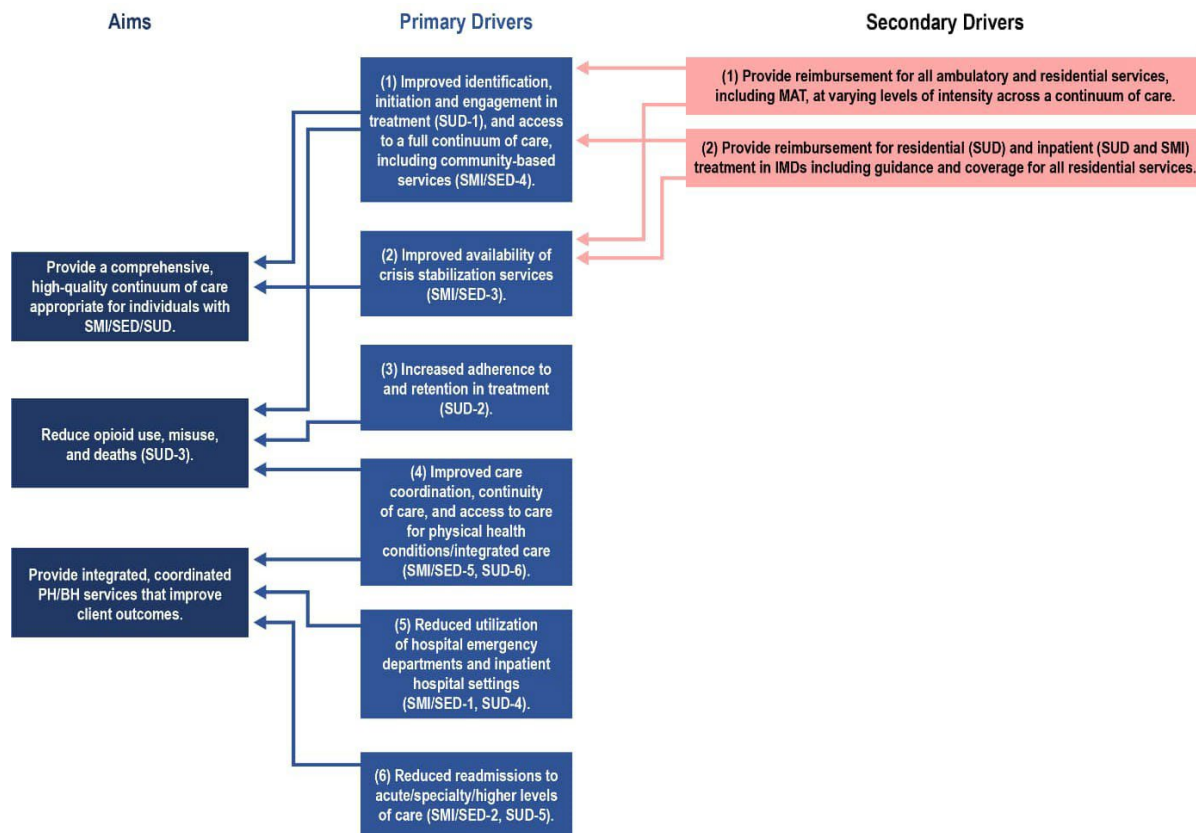 Aims
Primary Drivers
Secondary Drivers
(1) Improved identification,
initiation and engagement in
treatment (SUD-1), and access
to a full continuum of care,
including community-based
services (SMI/SED-4).
(1) Provide reimbursement for all ambulatory and residential services,
including MAT, at varying levels of intensity across a continuum of care.
(2) Provide reimbursement for residential (SUD) and inpatient (SUD and SMI)
treatment in IMDs including guidance and coverage for all residential services.
Provide a comprehensive,
high-quality continuum of care
appropriate for individuals with
SMI/SED/SUD.
(2) Improved availability of
crisis stabilization services
(SMI/SED-3).
(3) Increased adherence to
and retention in treatment
(SUD-2).
Reduce opioid use, misuse,
and deaths (SUD-3).
(4) Improved care
coordination, continuity
of care, and access to care
for physical health
conditions/integrated care
(SMI/SED-5, SUD-6).
Provide integrated, coordinated
PH/BH services that improve
client outcomes.
(5) Reduced utilization
of hospital emergency
departments and inpatient
hospital settings
(SMI/SED-1, SUD-4).
(6) Reduced readmissions to
acute/specialty/higher levels
of care (SMI/SED-2, SUD-5).